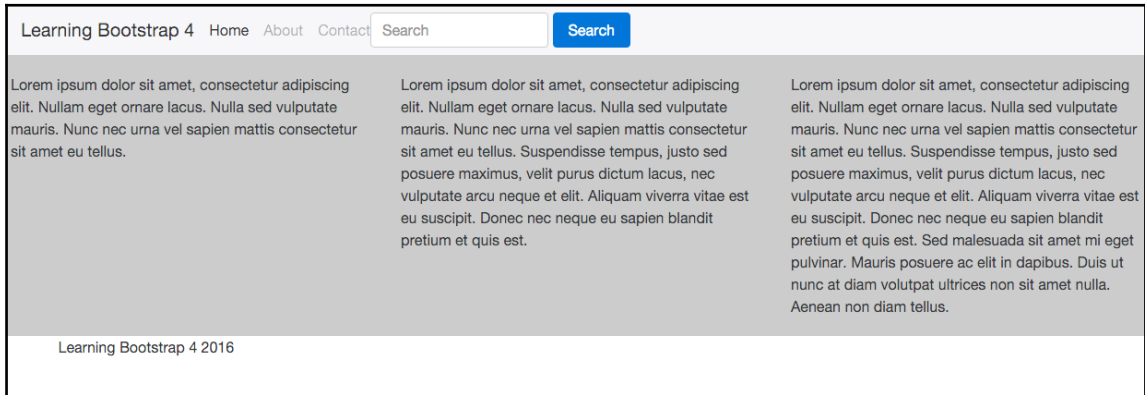 Learning Bootstrap 4 Home About Contact Search Search
Lorem ipsum dolor sit amet, consectetur adipiscing
elit. Nullam eget ornare lacus. Nulla sed vulputate
mauris. Nunc nec urna vel sapien mattis consectetur
sit amet eu tellus.
Lorem ipsum dolor sit amet, consectetur adipiscing
elit. Nullam eget ornare lacus. Nulla sed vulputate
mauris. Nunc nec urna vel sapien mattis consectetur
sit amet eu tellus. Suspendisse tempus, justo sed
posuere maximus, velit purus dictum lacus, nec
vulputate arcu neque et elit. Aliquam viverra vitae est
eu suscipit. Donec nec neque eu sapien blandit
pretium et quis est.
Lorem ipsum dolor sit amet, consectetur adipiscing
elit. Nullam eget ornare lacus. Nulla sed vulputate
mauris. Nunc nec urna vel sapien mattis consectetur
sit amet eu tellus. Suspendisse tempus, justo sed
posuere maximus, velit purus dictum lacus, nec
vulputate arcu neque et elit. Aliquam viverra vitae est
eu suscipit. Donec nec neque eu sapien blandit
pretium et quis est. Sed malesuada sit amet mi eget
pulvinar. Mauris posuere ac elit in dapibus. Duis ut
nunc at diam volutpat ultrices non sit amet nulla.
Aenean non diam tellus.
Learning Bootstrap 4 2016